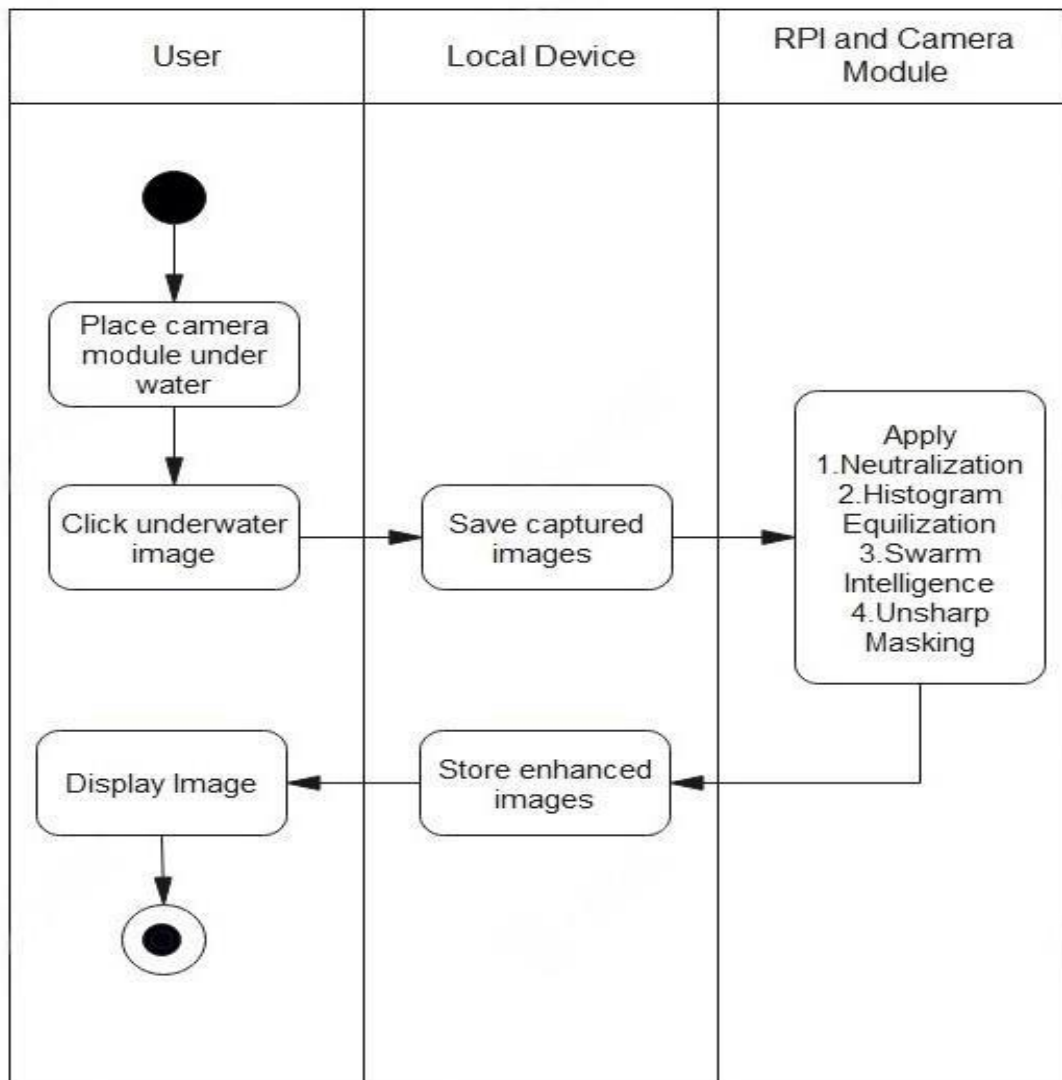 User
Local Device
RPI and Camera
Module
Place camera
module under
water
Click underwater
image
Save captured
images
Apply
1.Neutralization
2.Histogram
Equilization
3.Swarm
Intelligence
4.Unsharp
Masking
Display Image
Store enhanced
images